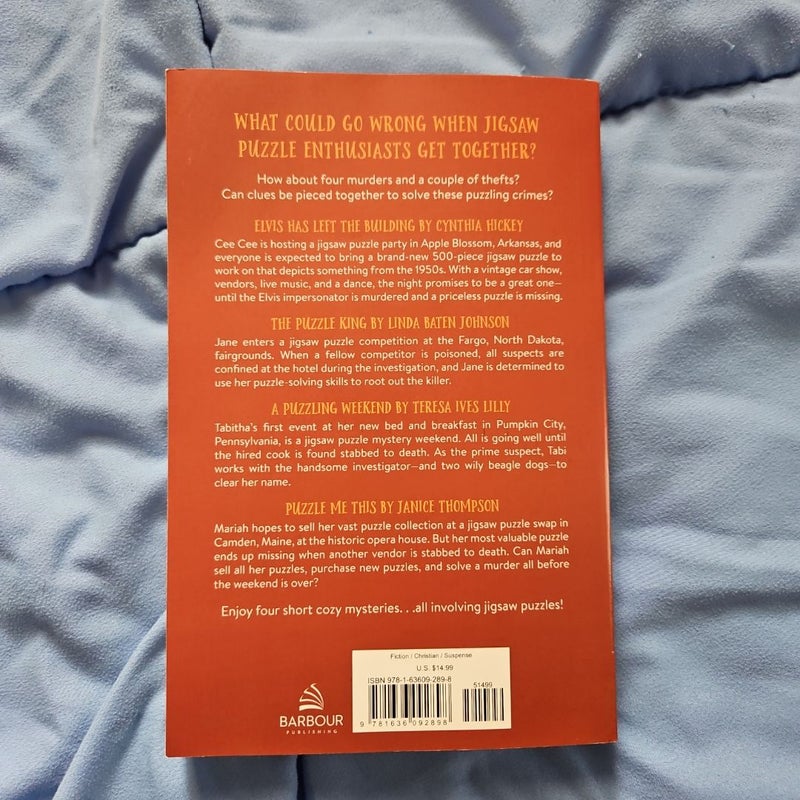 WHAT COULD GO WRONG WHEN JIGSAW
PUZZLE ENTHUSIASTS GET TOGETHER?
How about four murders and a couple of thefts?
Can clues be pieced together to solve these puzzling crimes?
ELVIS HAS LEFT THE BUILDING BY CYNTHIA HICKEY
Cee Cee is hosting a jigsaw puzzle party in Apple Blossom, Arkansas, and
everyone is expected to bring a brand-new 500-piece jigsaw puzzle to
work on that depicts something from the 1950s. With a vintage car show,
vendors, live music, and a dance, the night promises to be a great one—
until the Elvis impersonator is murdered and a priceless puzzle is missing.
THE PUZZLE KING BY LINDA BATEN JOHNSON
Jane enters a jigsaw puzzle competition at the Fargo, North Dakota,
fairgrounds. When a fellow competitor is poisoned, all suspects are
confined at the hotel during the investigation, and Jane is determined to
use her puzzle-solving skills to root out the killer.
A PUZZLING WEEKEND BY TERESA IVES LILLY
Tabitha's first event at her new bed and breakfast in Pumpkin City,
Pennsylvania, is a jigsaw puzzle mystery weekend. All is going well until
the hired cook is found stabbed to death. As the prime suspect, Tabi
works with the handsome investigator—and two wily beagle dogs—to
clear her name.
PUZZLE ME THIS BY JANICE THOMPSON
Mariah hopes to sell her vast puzzle collection at a jigsaw puzzle swap in
Camden, Maine, at the historic opera house. But her most valuable puzzle
ends up missing when another vendor is stabbed to death. Can Mariah
sell all her puzzles, purchase new puzzles, and solve a murder all before
the weekend is over?
Enjoy four short cozy mysteries. . .all involving jigsaw puzzles!
Fiction / Christian / Suspense
U.S. $14.99
ISBN 978-1-63609-289-8
51499
9 781636 092898
BARBOUR
PUBLISHING